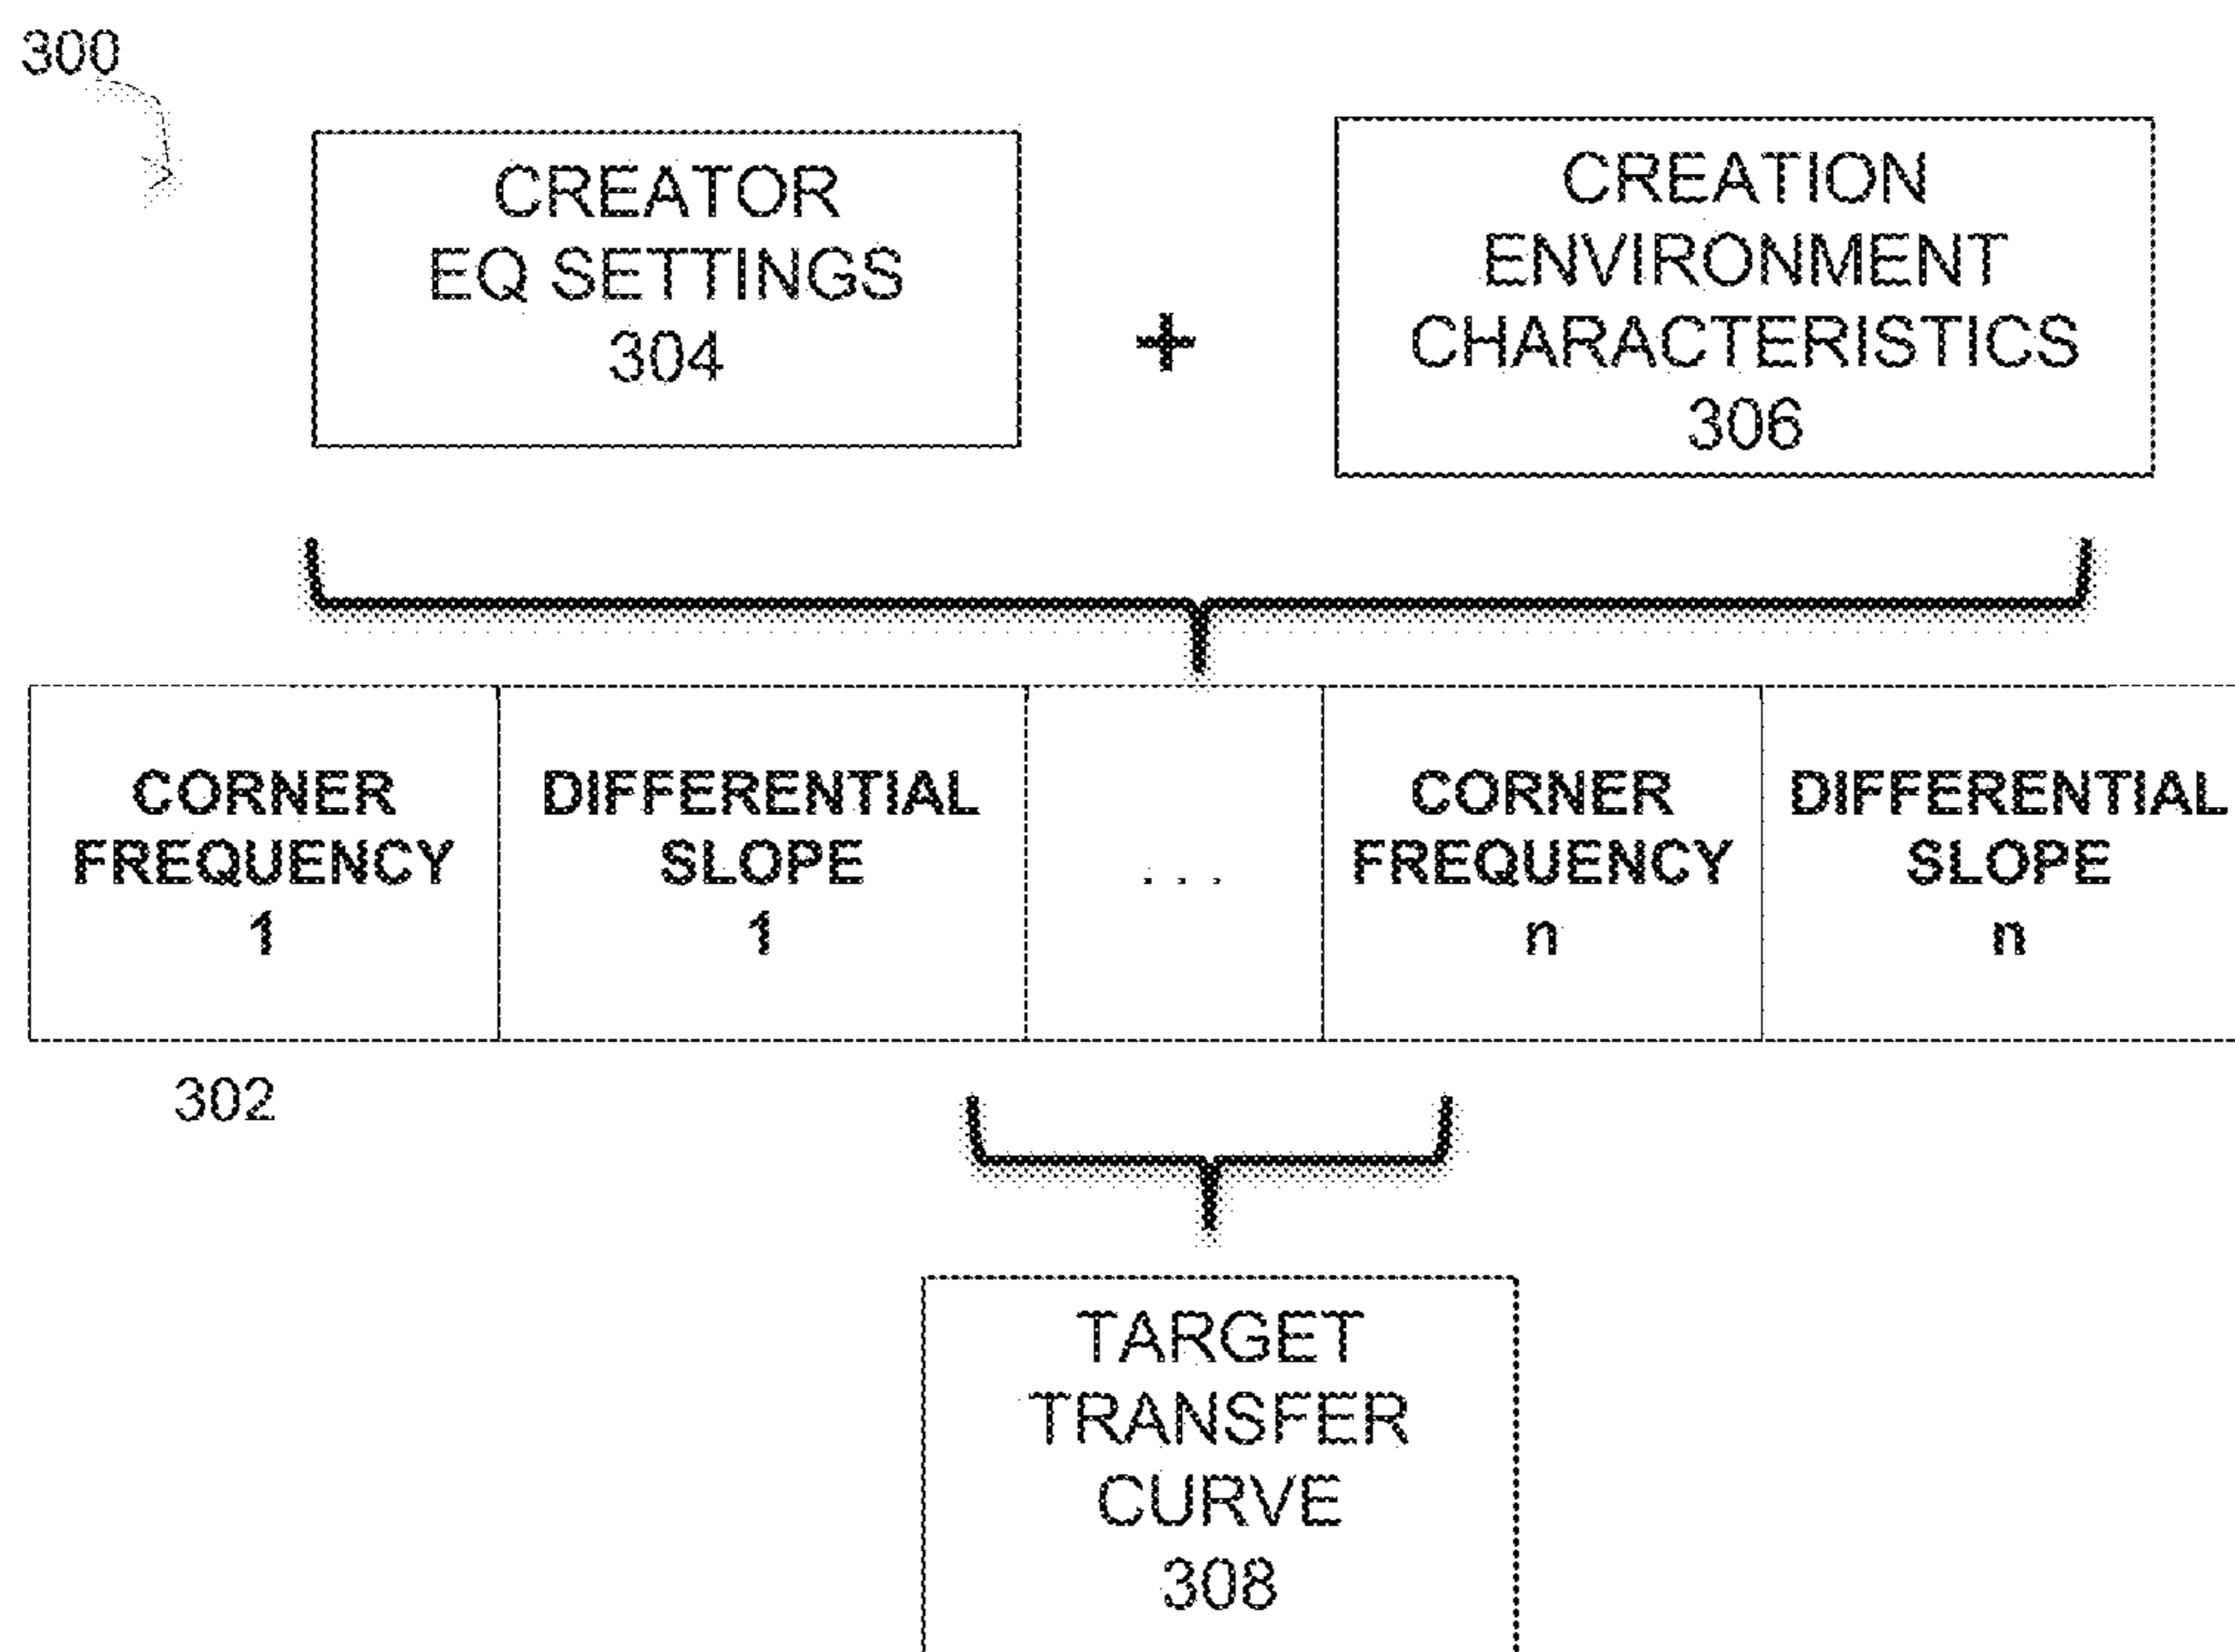 300
CREATOR
EQ SETTINGS
304
+
CREATION
ENVIRONMENT
CHARACTERISTICS
306
CORNER
FREQUENCY
1
DIFFERENTIAL
SLOPE
1
...
CORNER
FREQUENCY
n
DIFFERENTIAL
SLOPE
n
302
TARGET
TRANSFER
CURVE
308